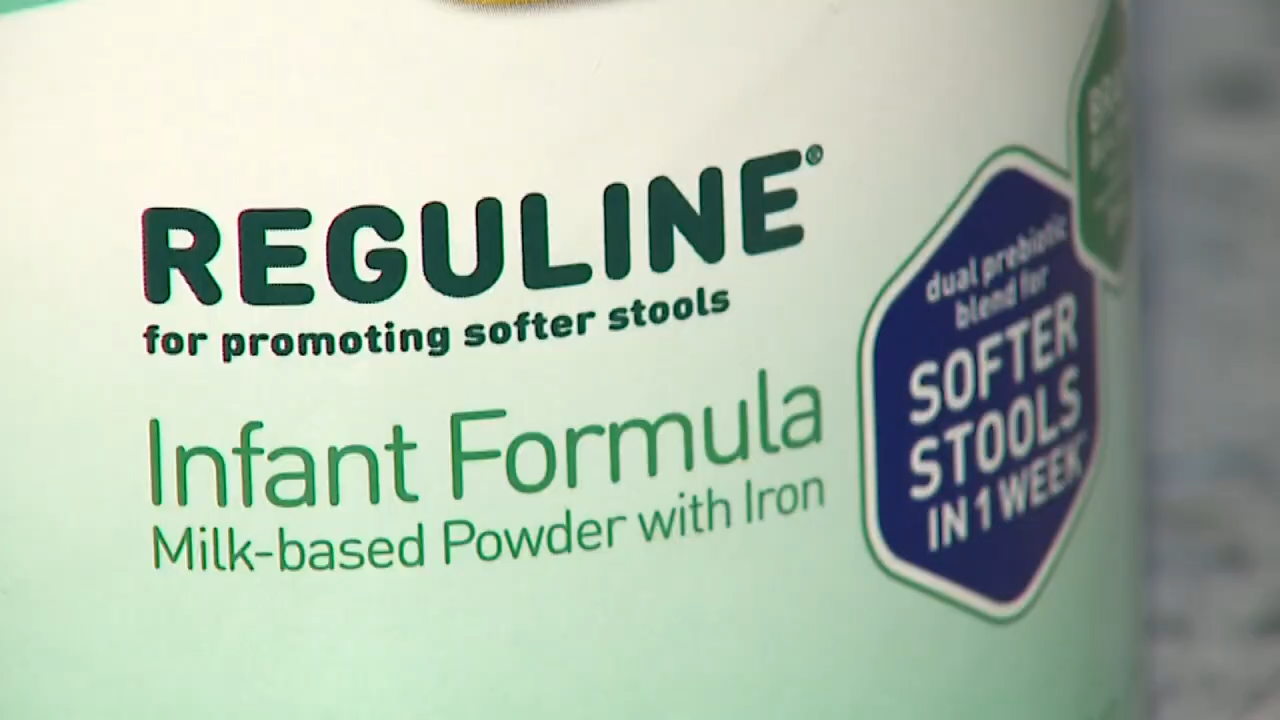 REGULINE®
for promoting softer stools
Infant Formula
Milk-based Powder with Iron
dual prebiotic
blend for
SOFTER
STOOLS
IN 1 WEEK